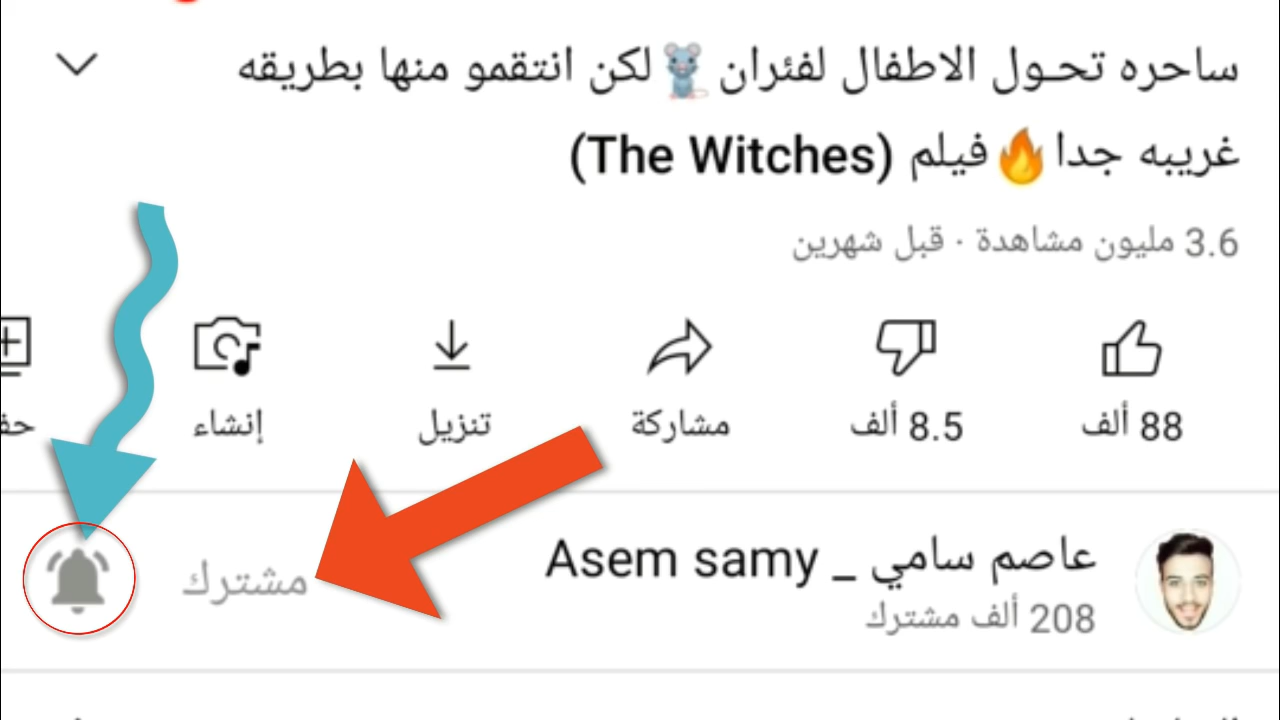 ساحره تحـول الاطفال لفئران 🐭 لكن انتقمو منها بطريقه
غريبه جدا 🔥 فيلم (The Witches)
3.6 مليون مشاهدة · قبل شهرين
88 ألف
8.5 ألف
مشاركة
تنزيل
إنشاء
حف
عاصم سامي _ Asem samy
208 ألف مشترك
مشترك